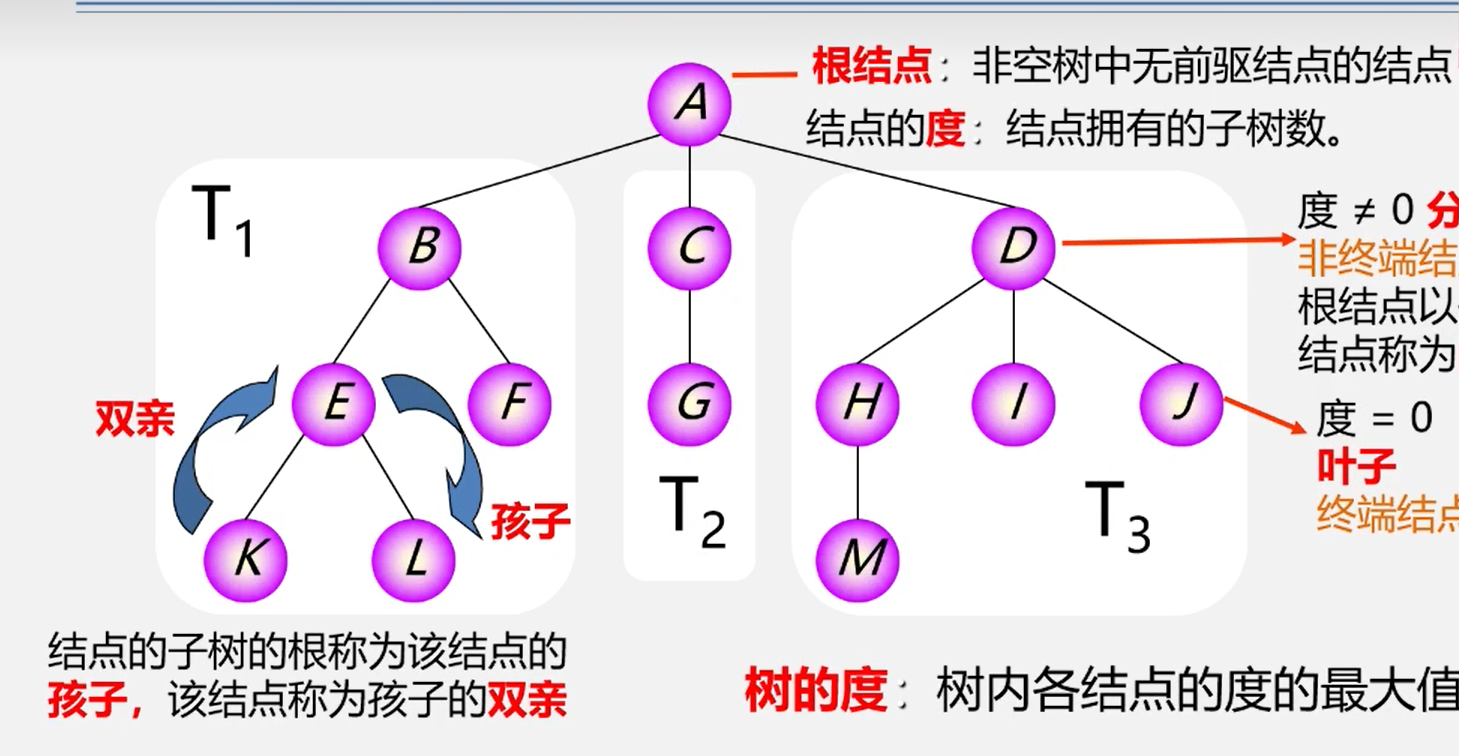 A
根结点：非空树中无前驱结点的结点
结点的度：结点拥有的子树数。
T1
B
C
D
度 ≠ 0 分
非终端结
根结点以
结点称为
双亲
E
F
G
H
I
J
度 = 0
叶子
终端结点
孩子
T2
T3
K
L
M
结点的子树的根称为该结点的
孩子，该结点称为孩子的双亲
树的度：树内各结点的度的最大值